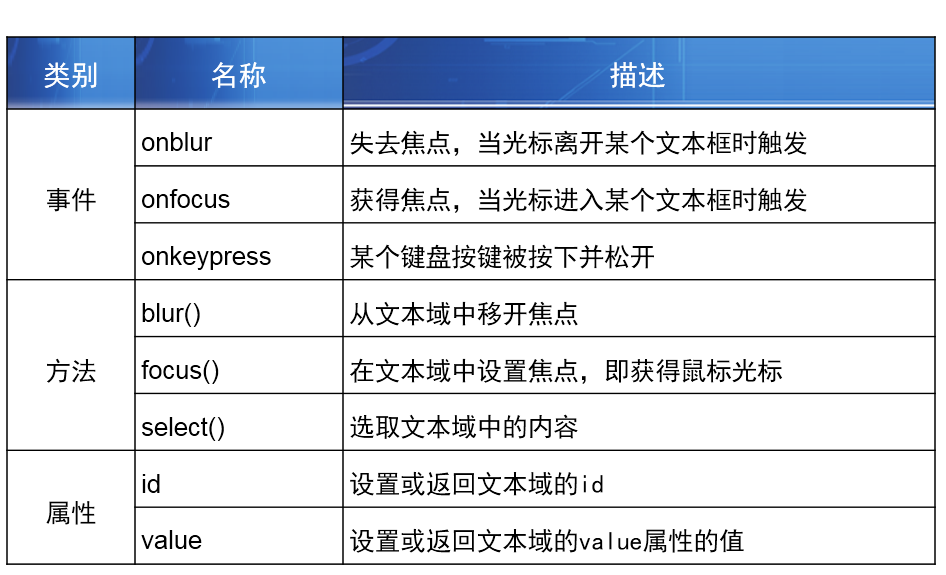 类别 名称 描述
事件
onblur 失去焦点，当光标离开某个文本框时触发
onfocus 获得焦点，当光标进入某个文本框时触发
onkeypress 某个键盘按键被按下并松开
方法
blur() 从文本域中移开焦点
focus() 在文本域中设置焦点，即获得鼠标光标
select() 选取文本域中的内容
属性
id 设置或返回文本域的id
value 设置或返回文本域的value属性的值